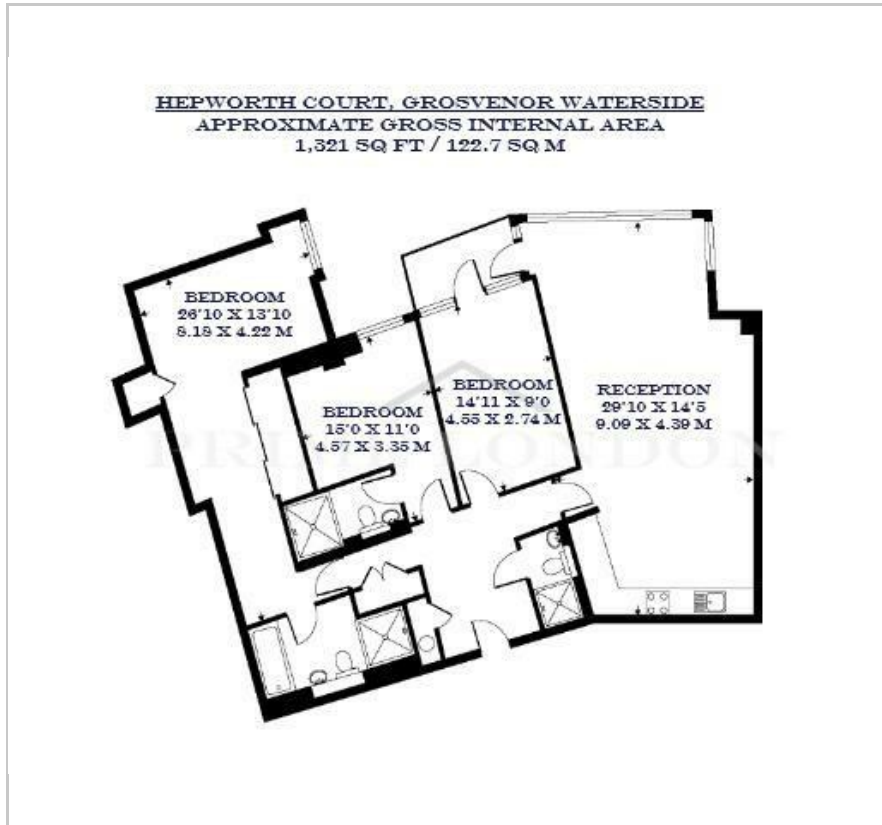 HEPWORTH COURT, GROSVENOR WATERSIDE
APPROXIMATE GROSS INTERNAL AREA
1,321 SQ FT / 122.7 SQ M
BEDROOM
26'10 X 13'10
8.18 X 4.22 M
BEDROOM
15'0 X 11'0
4.57 X 3.35 M
BEDROOM
14'11 X 9'0
4.55 X 2.74 M
RECEPTION
29'10 X 14'5
9.09 X 4.39 M
PRIME LONDON